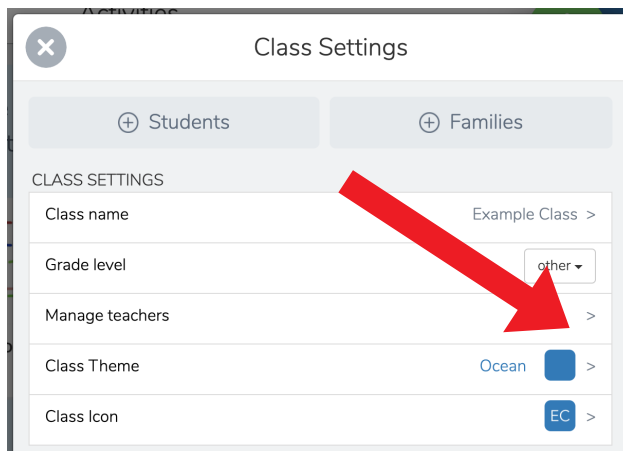 Activities
Class Settings
Students
Families
CLASS SETTINGS
Class name Example Class >
Grade level other
Manage teachers >
Class Theme Ocean >
Class Icon EC >